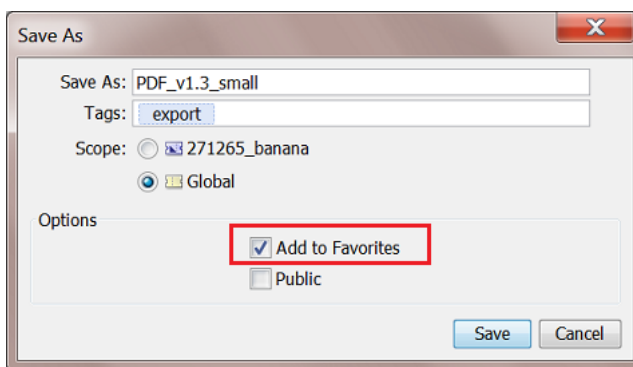 Save As
Save As: PDF_v1.3_small
Tags: export
Scope: 271265_banana
Global
Options
Add to Favorites
Public
Save Cancel